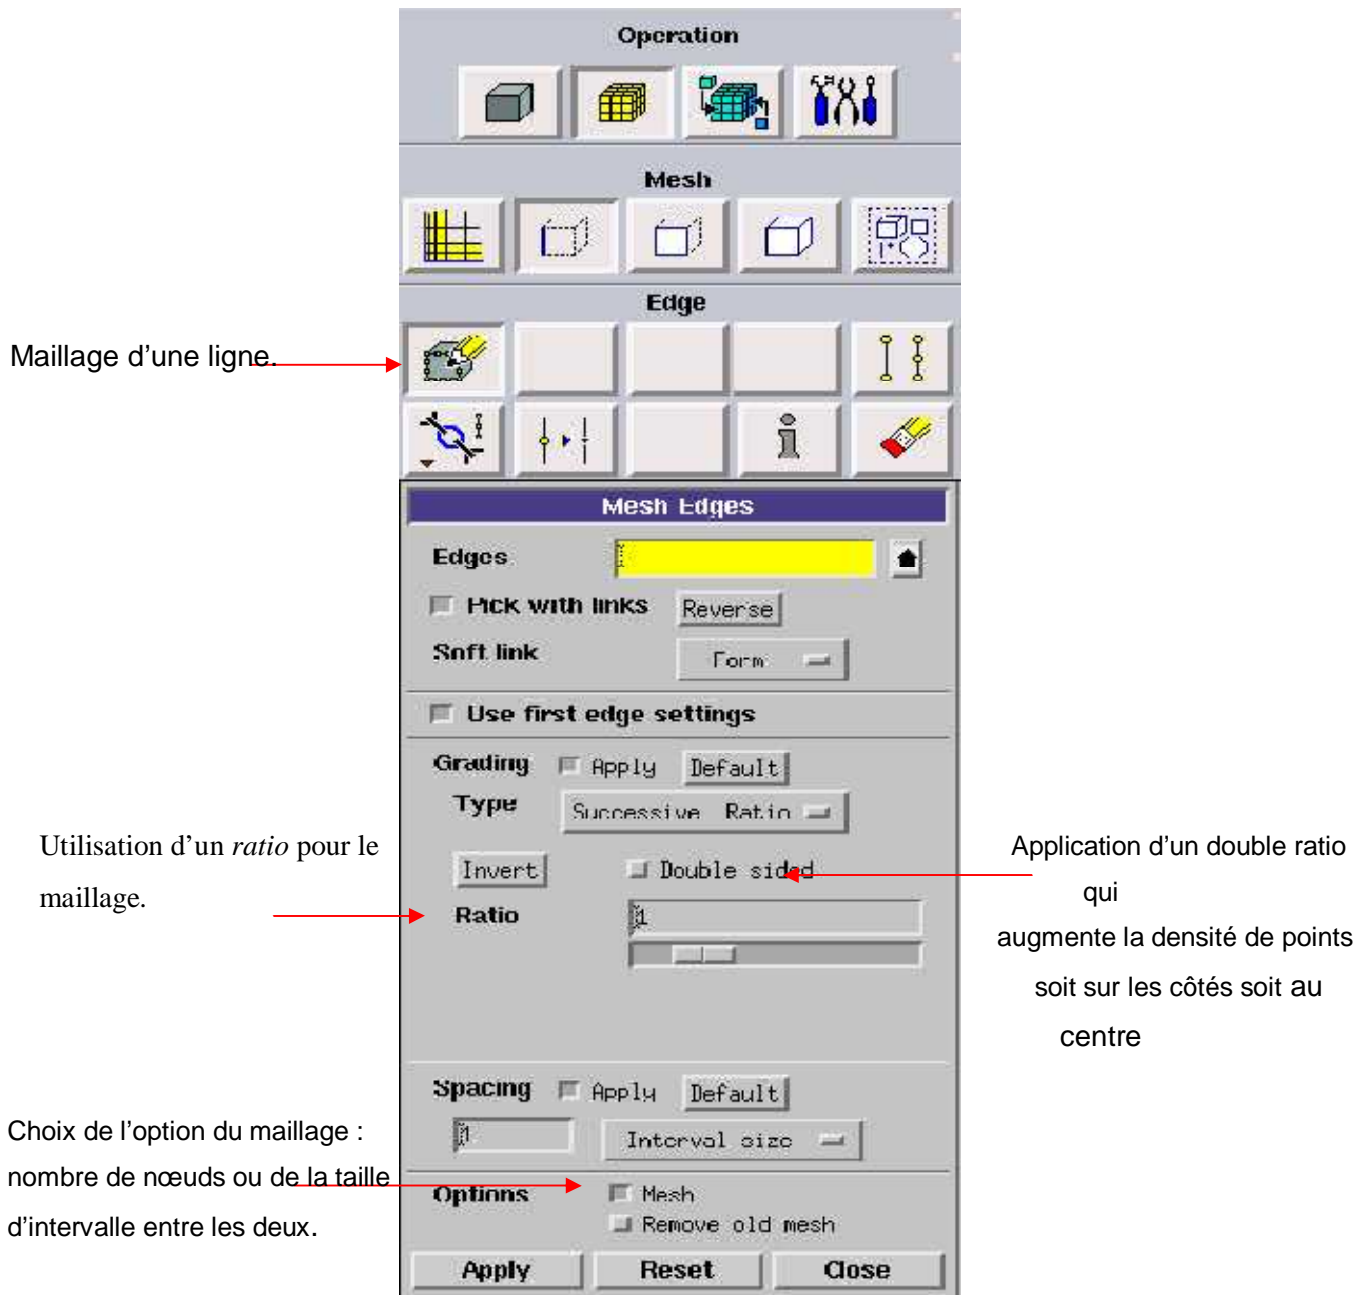 Operation
Mesh
Edge
Maillage d’une ligne.
Mesh Edges
Edges
Pick with links Reverse
Soft link Form
Use first edge settings
Grading Apply Default
Type Successive Ratio
Invert Double sided
Ratio 1
Utilisation d’un ratio pour le
maillage.
Application d’un double ratio
qui
augmente la densité de points
soit sur les côtés soit au
centre
Spacing Apply Default
1 Interval size
Choix de l’option du maillage :
nombre de nœuds ou de la taille
d’intervalle entre les deux.
Options Mesh
Remove old mesh
Apply Reset Close